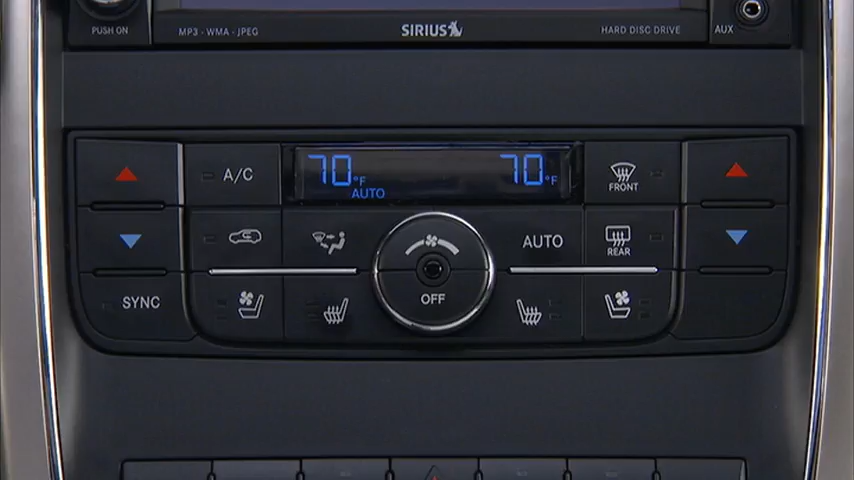 PUSH ON
MP3 - WMA - JPEG
SIRIUS
HARD DISC DRIVE
AUX
A/C
70°F
AUTO
70°F
FRONT
AUTO
REAR
SYNC
OFF